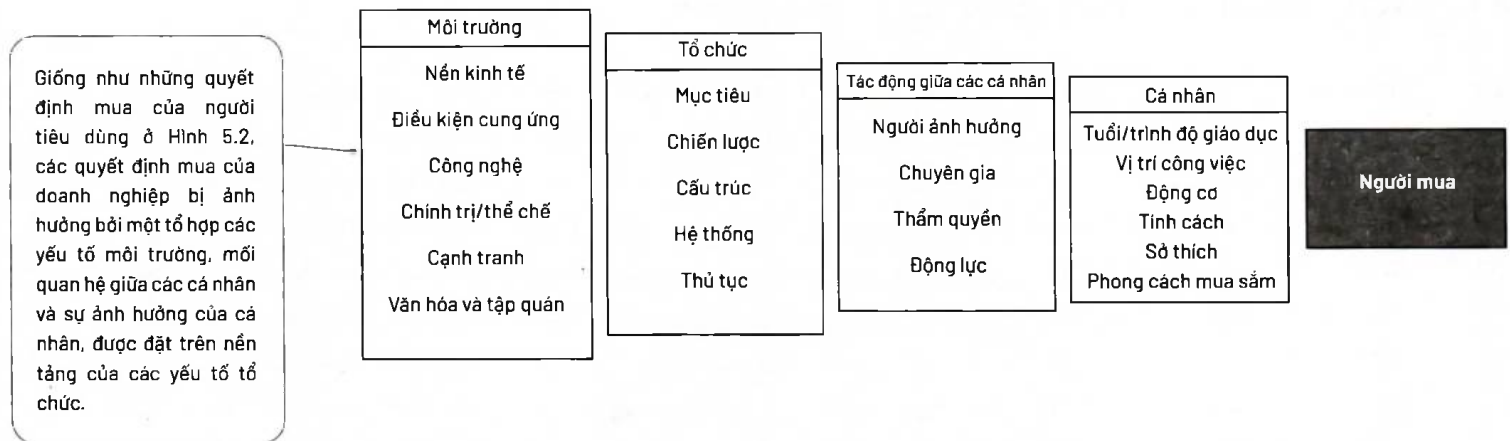 Giống như những quyết
định mua của người
tiêu dùng ở Hình 5.2,
các quyết định mua của
doanh nghiệp bị ảnh
hưởng bởi một tổ hợp các
yếu tố môi trường, mối
quan hệ giữa các cá nhân
và sự ảnh hưởng của cá
nhân, được đặt trên nền
tảng của các yếu tố tổ
chức.
Môi trường
Nền kinh tế
Điều kiện cung ứng
Công nghệ
Chính trị/thể chế
Cạnh tranh
Văn hóa và tập quán
Tổ chức
Mục tiêu
Chiến lược
Cấu trúc
Hệ thống
Thủ tục
Tác động giữa các cá nhân
Người ảnh hưởng
Chuyên gia
Thẩm quyền
Động lực
Cá nhân
Tuổi/trình độ giáo dục
Vị trí công việc
Động cơ
Tính cách
Sở thích
Phong cách mua sắm
Người mua